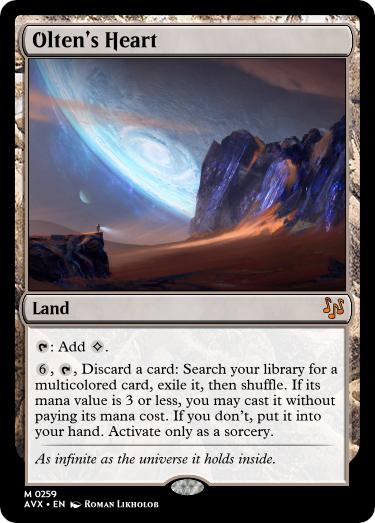 Olten's Heart
Land
: Add .
6, , Discard a card: Search your library for a
multicolored card, exile it, then shuffle. If its
mana value is 3 or less, you may cast it without
paying its mana cost. If you don't, put it into
your hand. Activate only as a sorcery.
As infinite as the universe it holds inside.
M 0259
AVX • EN Roman Likholob